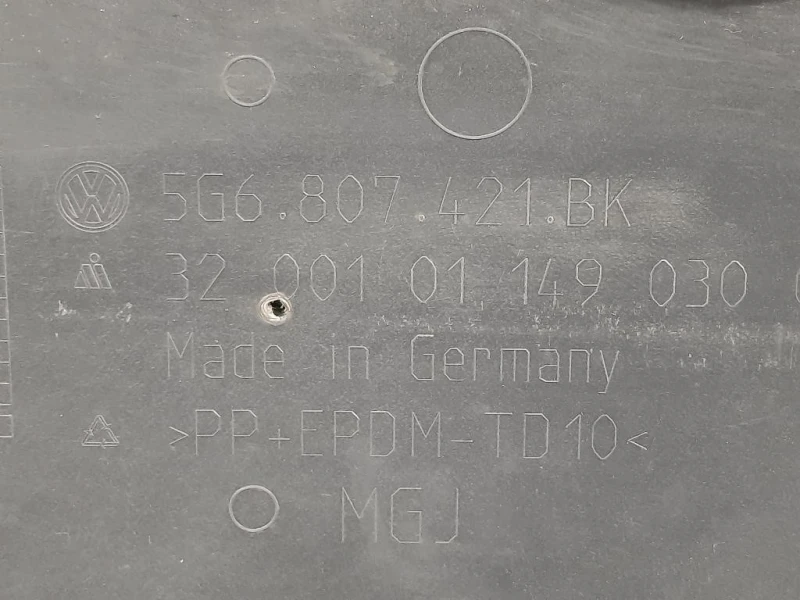 5G6.807.421.BK
32 001 01 149 030
Made in Germany
>PP+EPDM-TD10<
MGJ